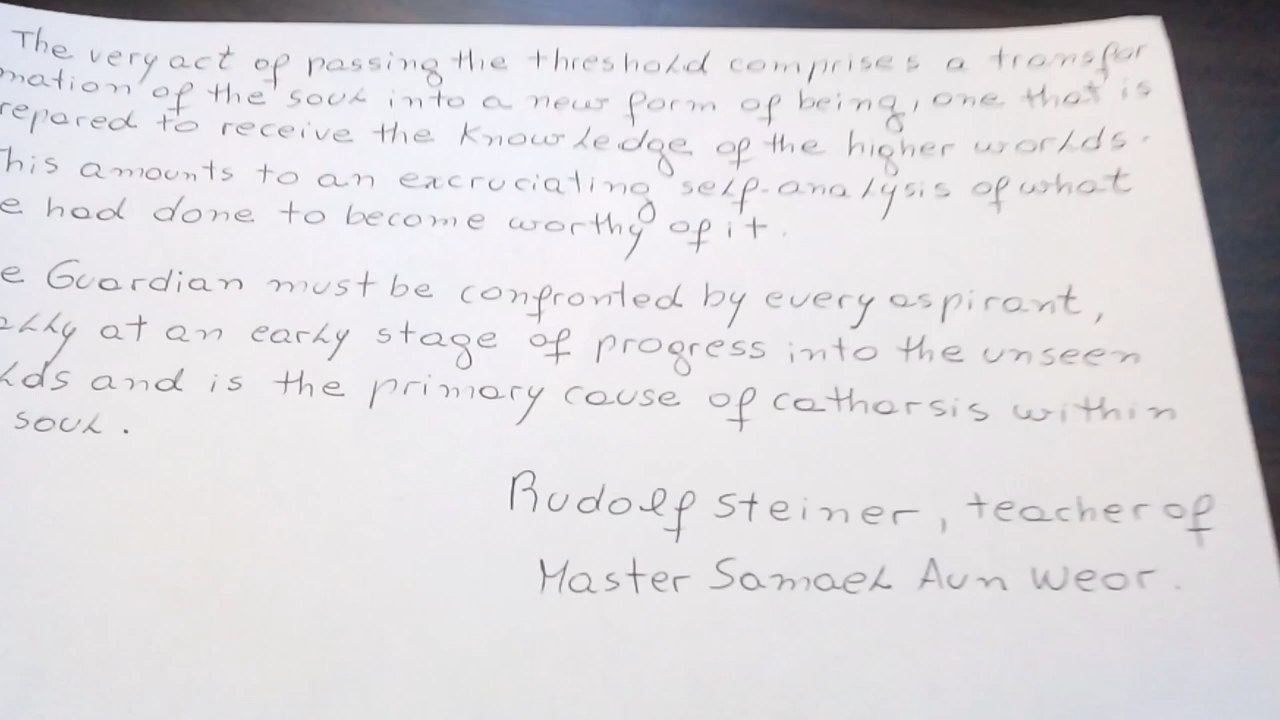 The very act of passing the threshold comprises a transfor
mation of the soul into a new form of being, one that is
repared to receive the knowledge of the higher worlds.
his amounts to an excruciating self-analysis of what
e had done to become worthy of it.
e Guardian must be confronted by every aspirant,
ally at an early stage of progress into the unseen
lds and is the primary cause of catharsis within
soul.
Rudolf Steiner, teacher of
Master Samael Aun Weor.